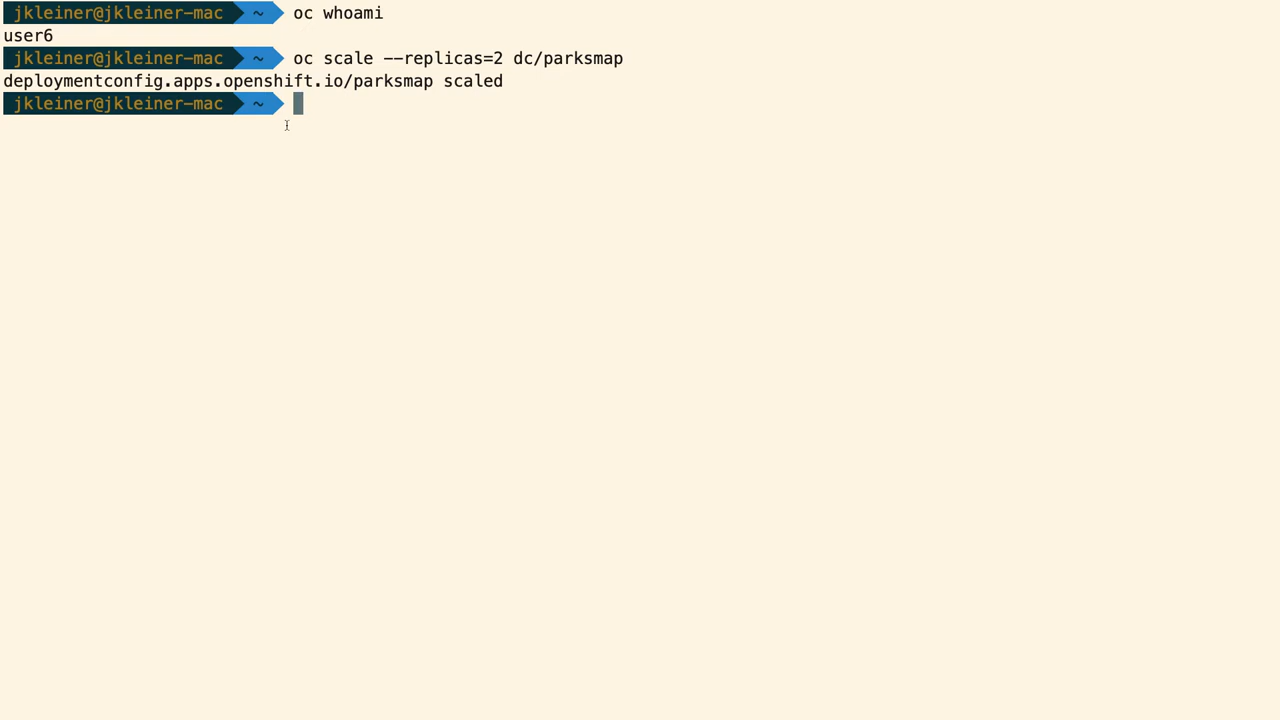 jkleiner@jkleiner-mac ~ oc whoami
user6
jkleiner@jkleiner-mac ~ oc scale --replicas=2 dc/parksmap
deploymentconfig.apps.openshift.io/parksmap scaled
jkleiner@jkleiner-mac ~